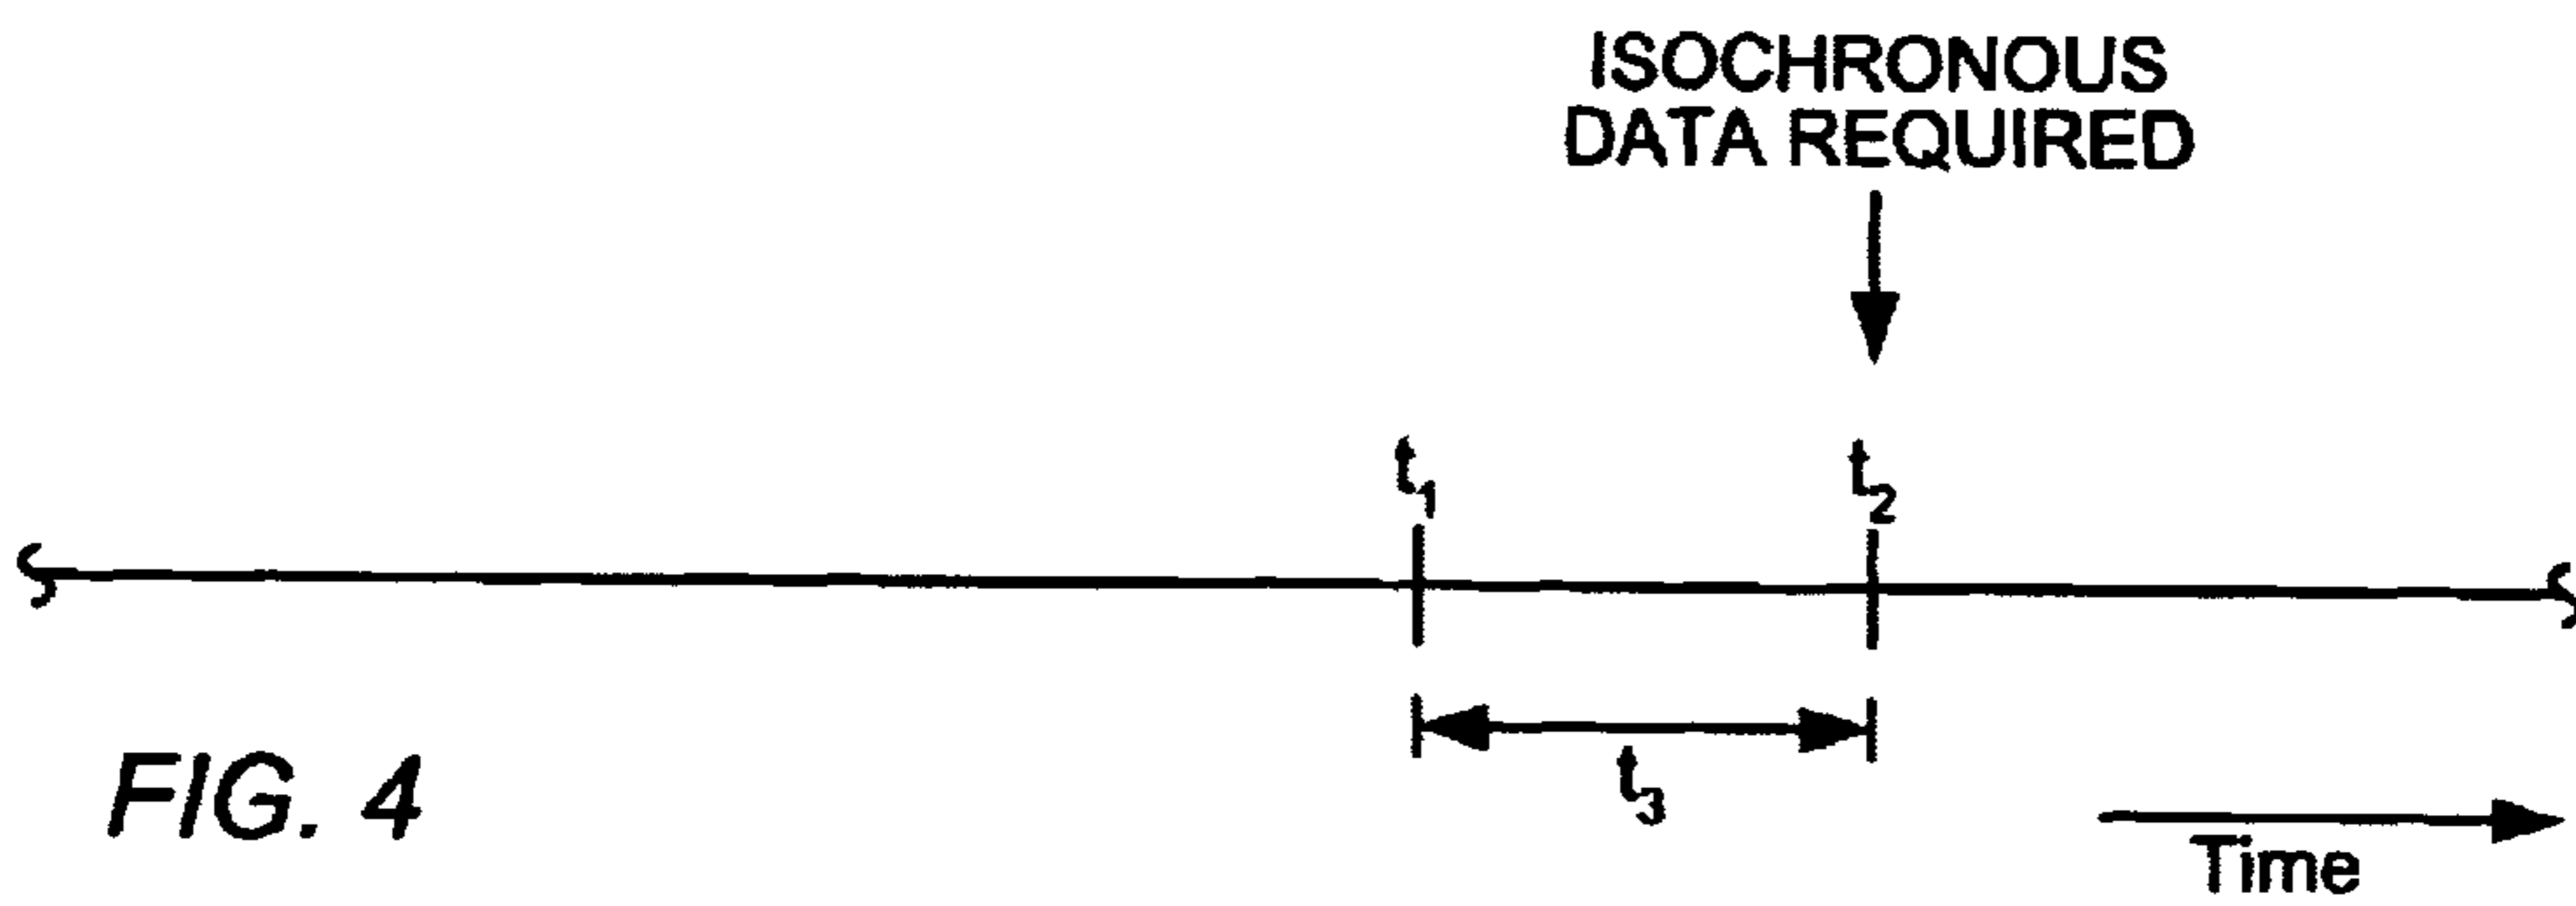 ISOCHRONOUS
DATA REQUIRED
t₁
t₂
t₃
FIG. 4
Time